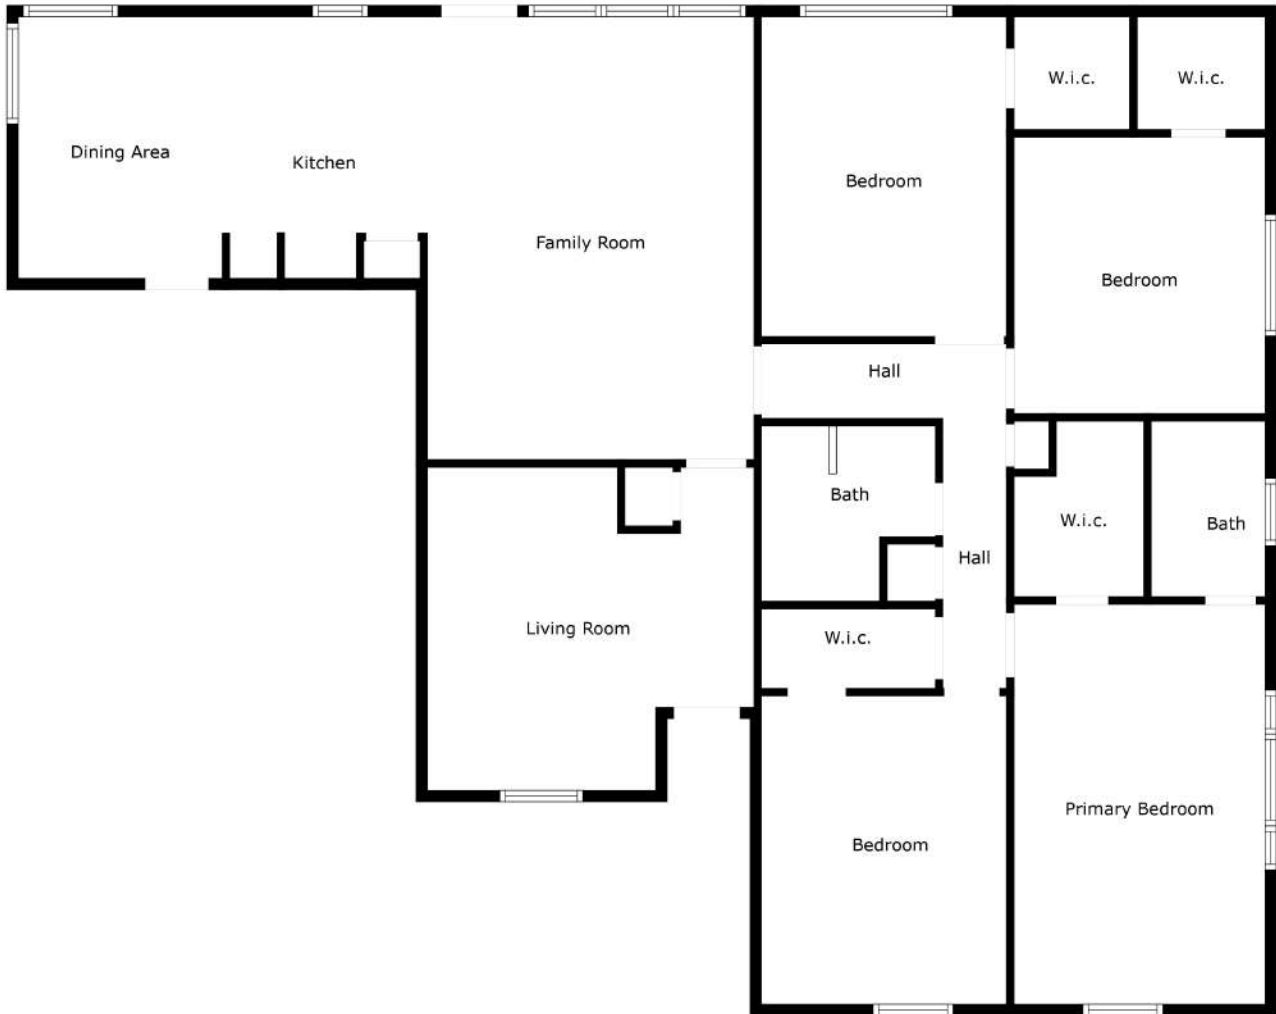 W.i.c.
W.i.c.
Dining Area
Kitchen
Bedroom
Family Room
Bedroom
Hall
Bath
W.i.c.
Bath
Hall
Living Room
W.i.c.
Primary Bedroom
Bedroom